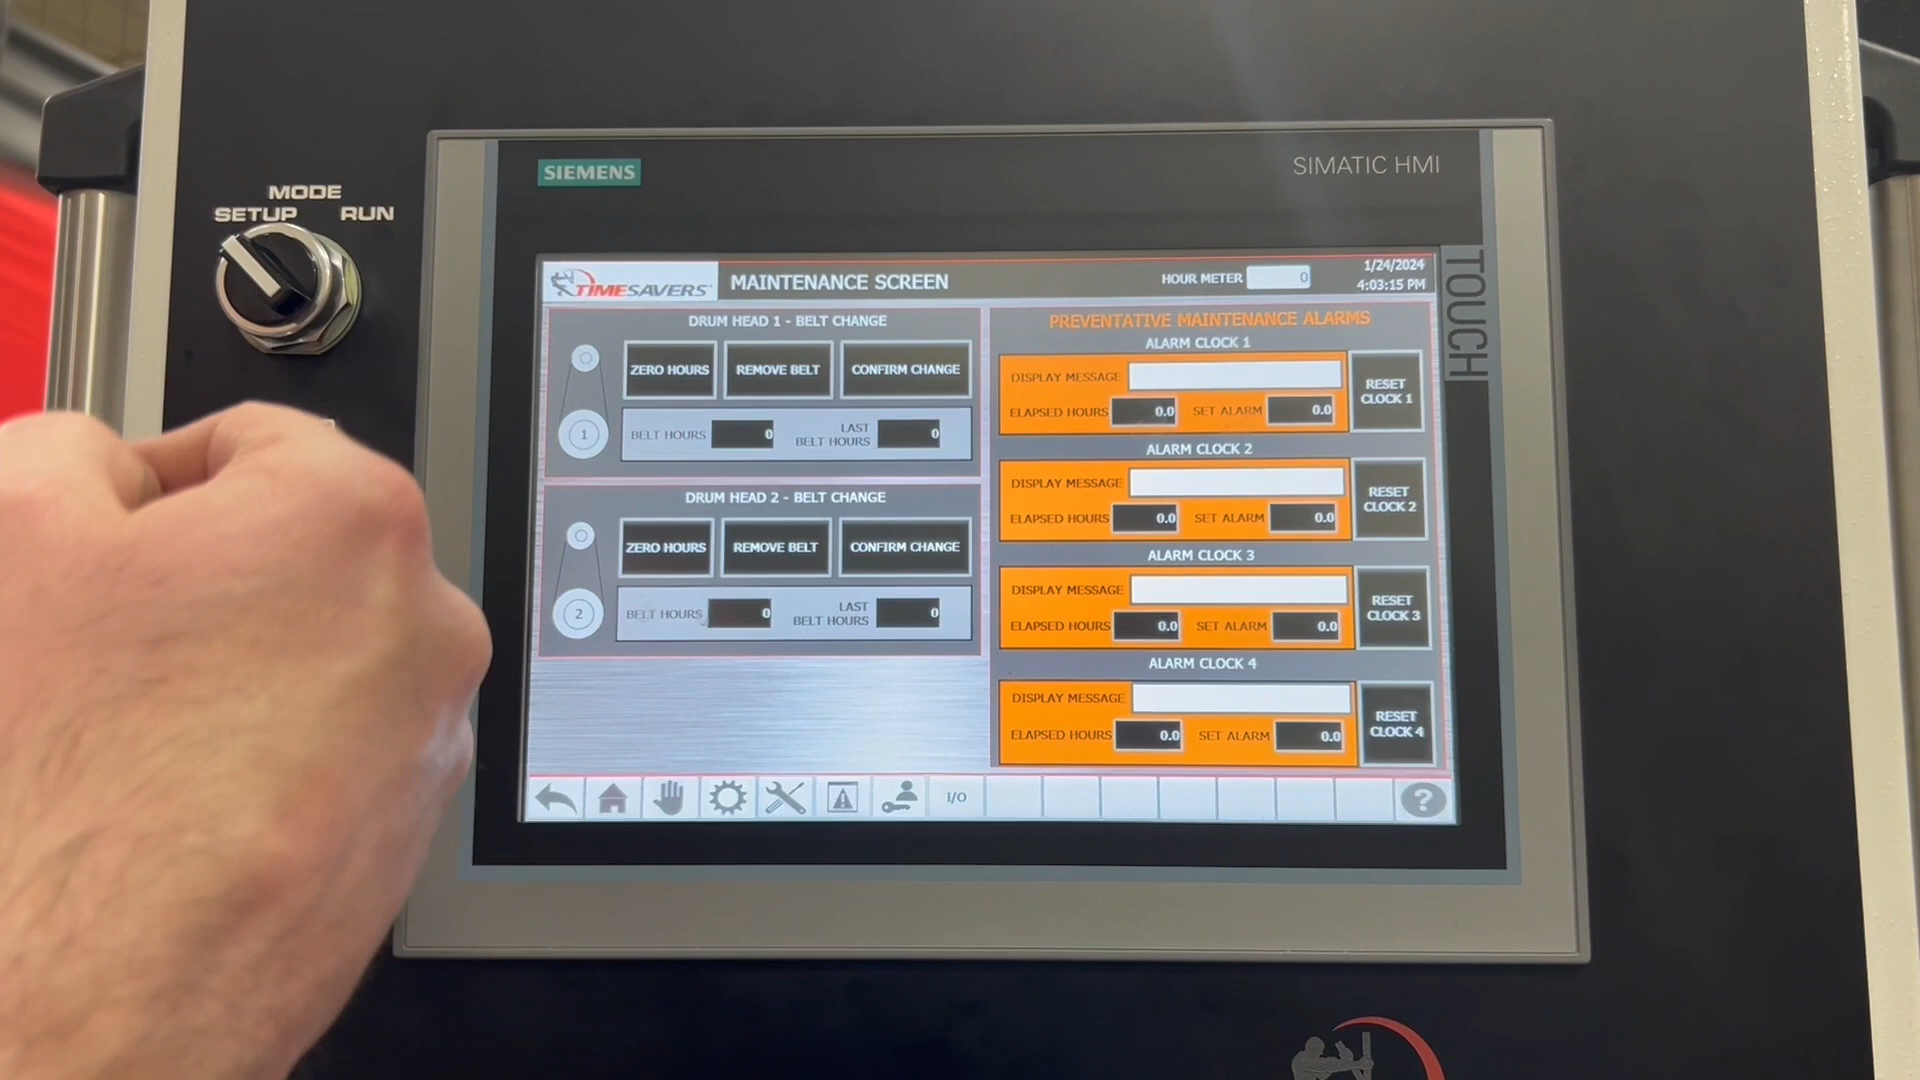 MODE
SETUP RUN
SIEMENS
SIMATIC HMI
TOUCH
TIMESAVERS
MAINTENANCE SCREEN
HOUR METER 0
1/24/2024
4:03:15 PM
DRUM HEAD 1 - BELT CHANGE
ZERO HOURS
REMOVE BELT
CONFIRM CHANGE
1
BELT HOURS 0
LAST
BELT HOURS 0
DRUM HEAD 2 - BELT CHANGE
ZERO HOURS
REMOVE BELT
CONFIRM CHANGE
2
BELT HOURS 0
LAST
BELT HOURS 0
PREVENTATIVE MAINTENANCE ALARMS
ALARM CLOCK 1
DISPLAY MESSAGE
ELAPSED HOURS 0.0 SET ALARM 0.0
RESET
CLOCK 1
ALARM CLOCK 2
DISPLAY MESSAGE
ELAPSED HOURS 0.0 SET ALARM 0.0
RESET
CLOCK 2
ALARM CLOCK 3
DISPLAY MESSAGE
ELAPSED HOURS 0.0 SET ALARM 0.0
RESET
CLOCK 3
ALARM CLOCK 4
DISPLAY MESSAGE
ELAPSED HOURS 0.0 SET ALARM 0.0
RESET
CLOCK 4
I/O
?